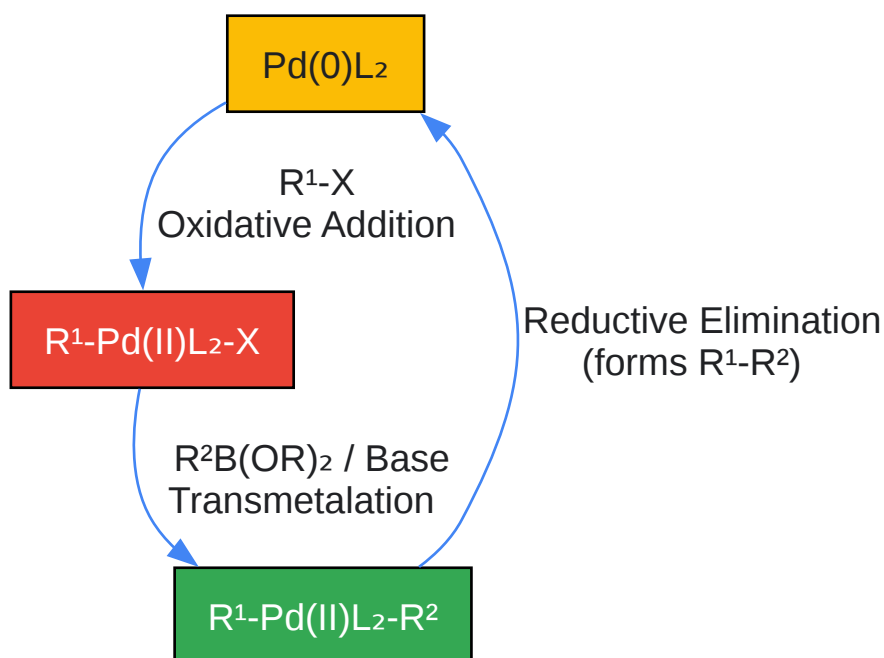 Pd(0)L₂
R¹-X
Oxidative Addition
R¹-Pd(II)L₂-X
Reductive Elimination
(forms R¹-R²)
R²B(OR)₂ / Base
Transmetalation
R¹-Pd(II)L₂-R²